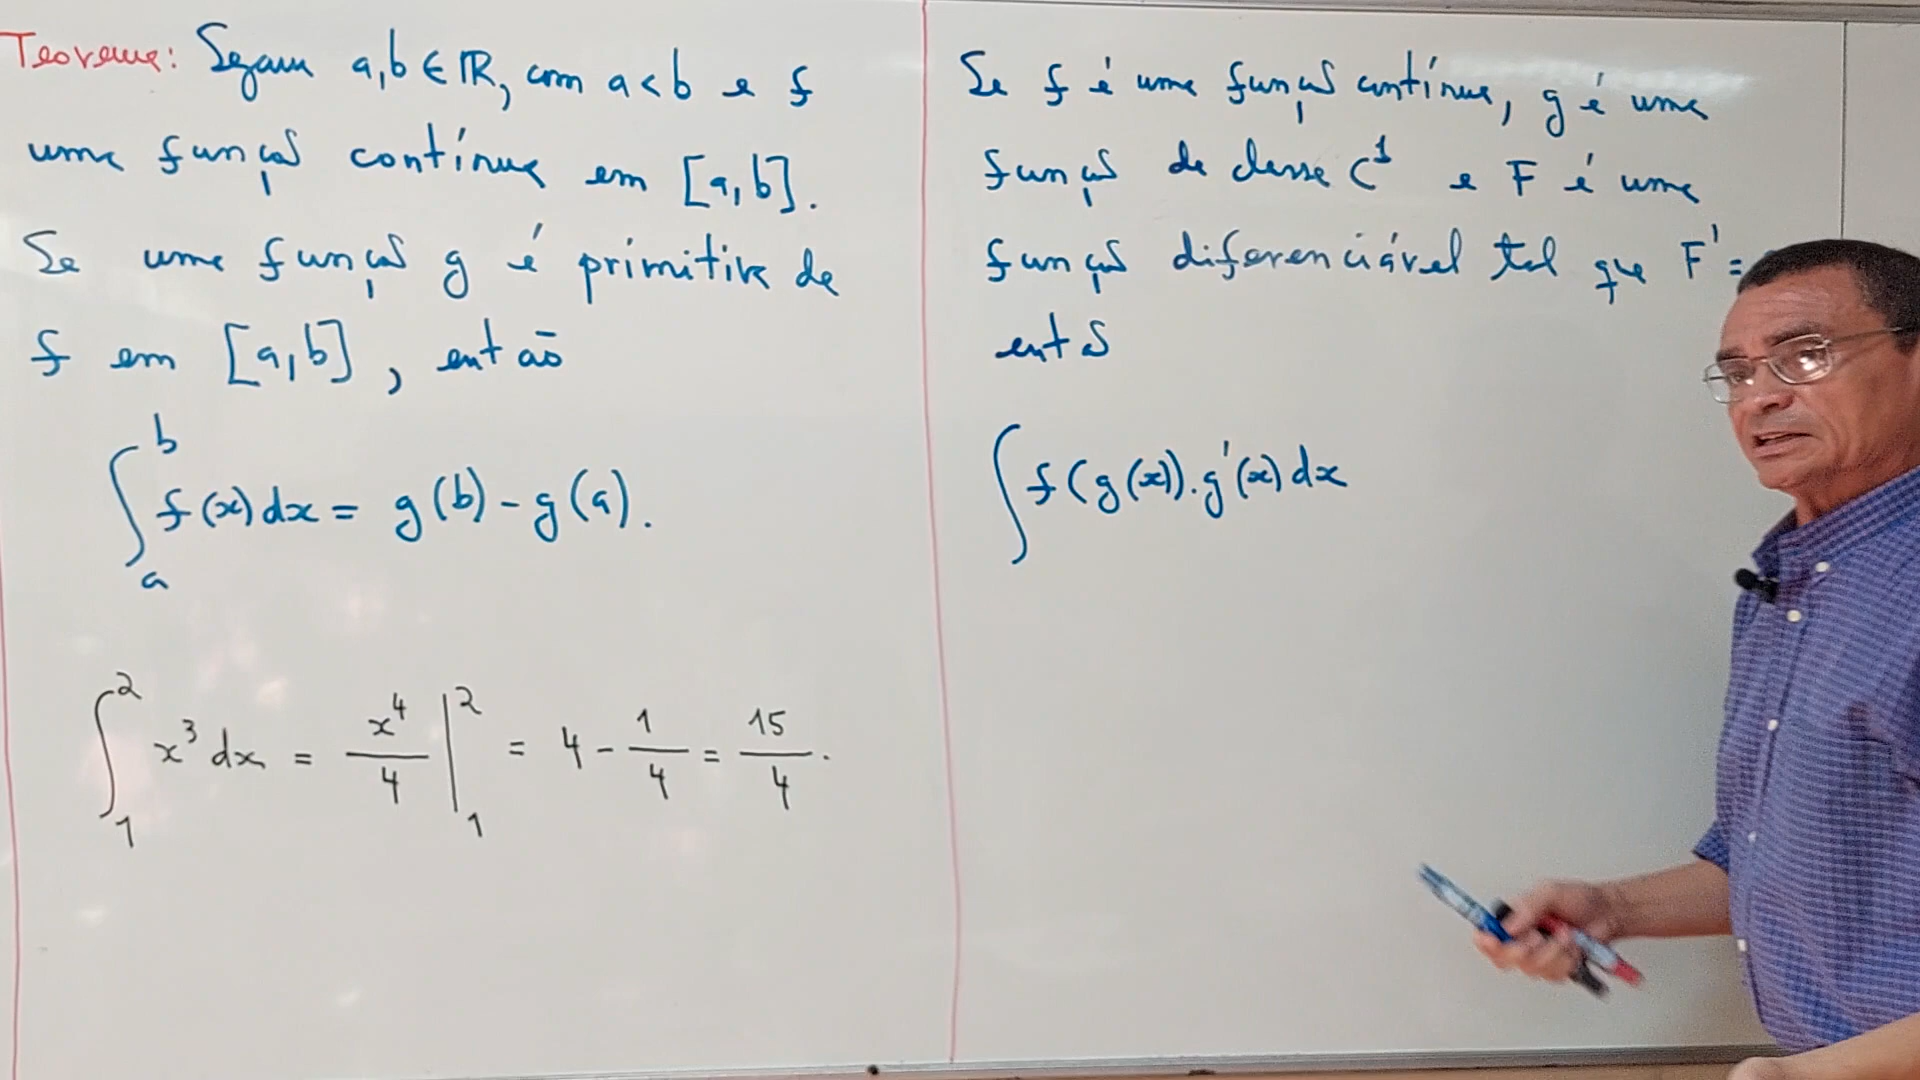 Teorema: Sejam a,b ∈ ℝ, com a < b e f
uma função contínua em [a,b].
Se uma função g é primitiva de
f em [a,b], então
∫_a^b f(x)dx = g(b) - g(a).
∫_1^2 x³ dx = x⁴/4 |_1^2 = 4 - 1/4 = 15/4.
Se f é uma função contínua, g é uma
função de classe C¹ e F é uma
função diferenciável tal que F' =
então
∫ f(g(x)).g'(x) dx